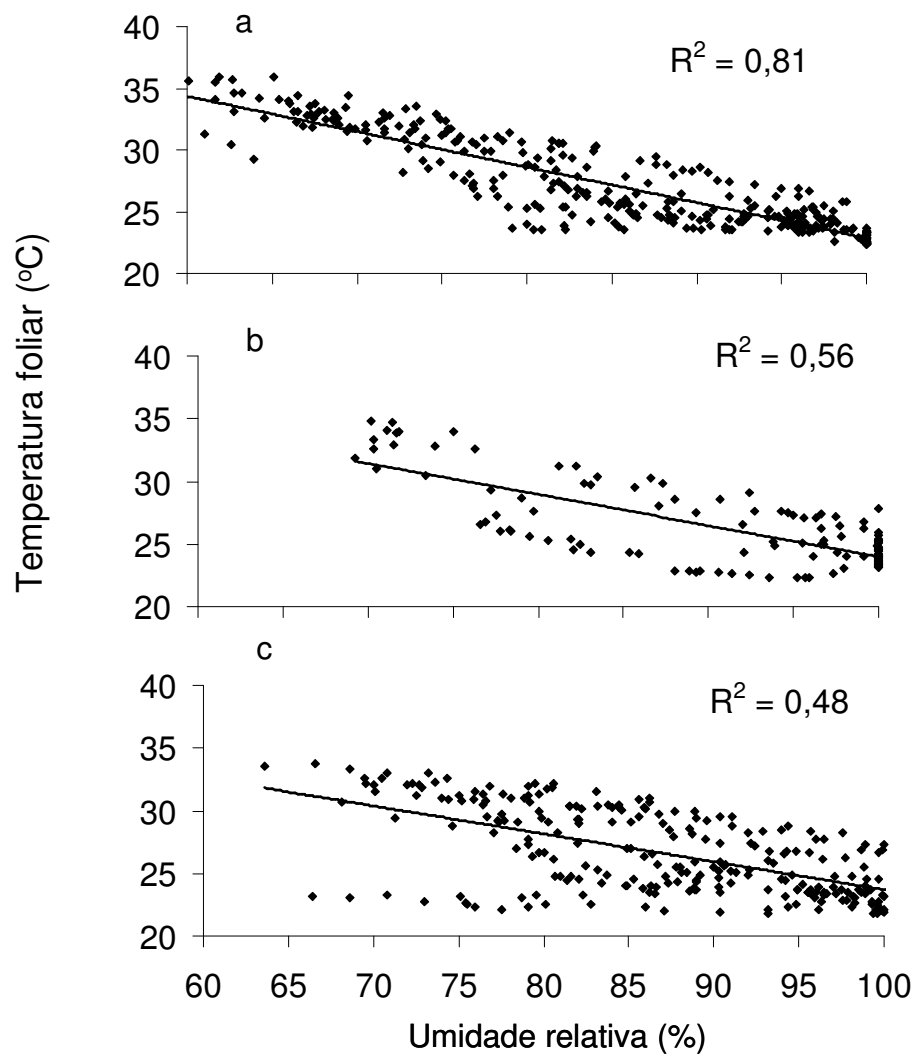 a
R² = 0,81
40
35
30
25
20
b
R² = 0,56
40
35
30
25
20
c
R² = 0,48
40
35
30
25
20
60 65 70 75 80 85 90 95 100
Umidade relativa (%)
Temperatura foliar (ºC)